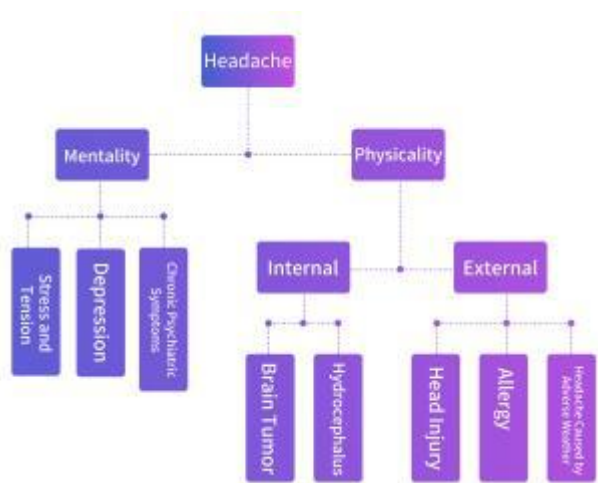 Headache
Mentality
Physicality
Stress and
Tension
Depression
Chronic Psychiatric
Symptoms
Internal
External
Brain Tumor
Hydrocephalus
Head Injury
Allergy
Headache Caused by
Adverse Weather